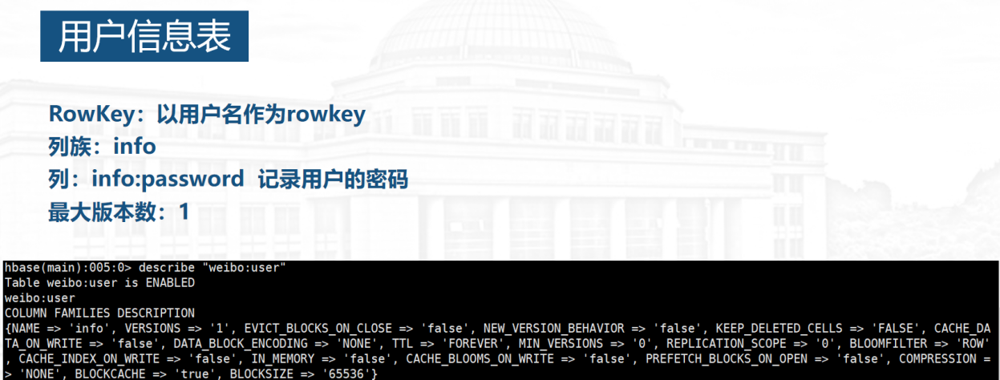 用户信息表
RowKey：以用户名作为rowkey
列族：info
列：info:password 记录用户的密码
最大版本数：1
hbase(main):005:0> describe "weibo:user"
Table weibo:user is ENABLED
weibo:user
COLUMN FAMILIES DESCRIPTION
{NAME => 'info', VERSIONS => '1', EVICT_BLOCKS_ON_CLOSE => 'false', NEW_VERSION_BEHAVIOR => 'false', KEEP_DELETED_CELLS => 'FALSE', CACHE_DA
TA_ON_WRITE => 'false', DATA_BLOCK_ENCODING => 'NONE', TTL => 'FOREVER', MIN_VERSIONS => '0', REPLICATION_SCOPE => '0', BLOOMFILTER => 'ROW'
, CACHE_INDEX_ON_WRITE => 'false', IN_MEMORY => 'false', CACHE_BLOOMS_ON_WRITE => 'false', PREFETCH_BLOCKS_ON_OPEN => 'false', COMPRESSION =
> 'NONE', BLOCKCACHE => 'true', BLOCKSIZE => '65536'}